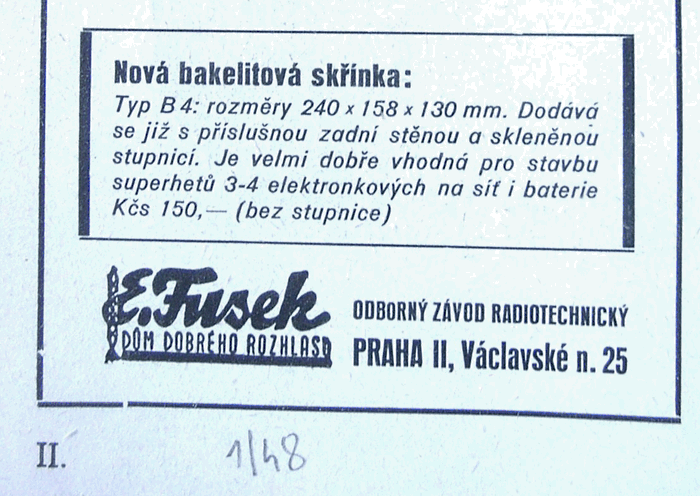 Nová bakelitová skřínka:
Typ B 4: rozměry 240 x 158 x 130 mm. Dodává
se již s příslušnou zadní stěnou a skleněnou
stupnicí. Je velmi dobře vhodná pro stavbu
superhetů 3-4 elektronkových na síť i baterie
Kčs 150,— (bez stupnice)
E. Fusek
DŮM DOBRÉHO ROZHLASU
ODBORNÝ ZÁVOD RADIOTECHNICKÝ
PRAHA II, Václavské n. 25
II.
1/48